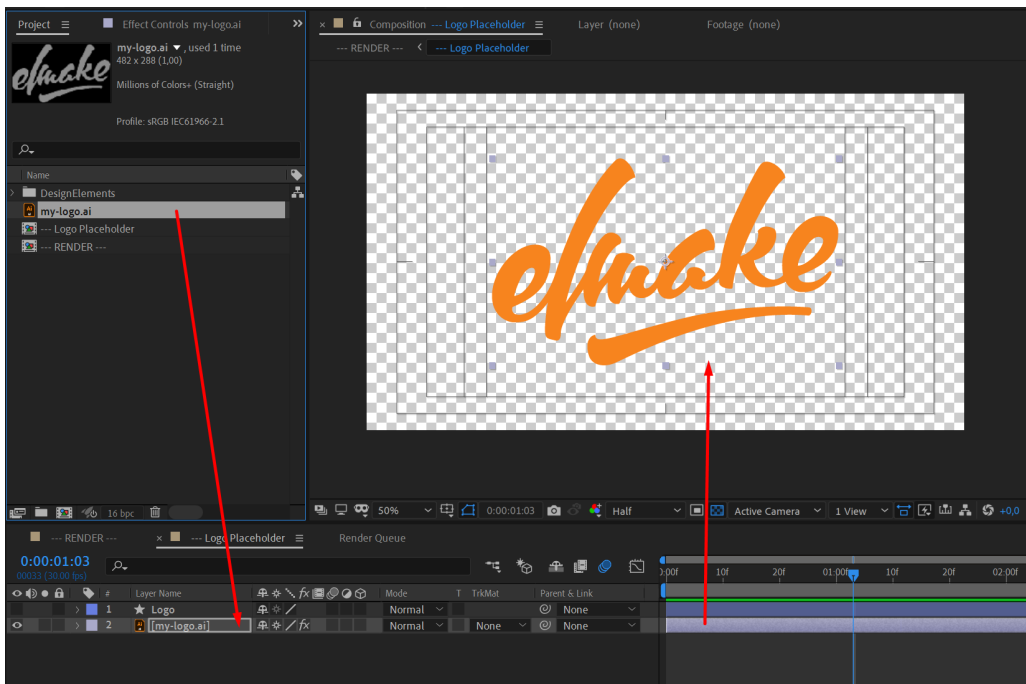 Project
Effect Controls my-logo.ai
my-logo.ai ▼, used 1 time
482 x 288 (1,00)
Millions of Colors+ (Straight)
Profile: sRGB IEC61966-2.1
elmake
Name
DesignElements
my-logo.ai
--- Logo Placeholder
--- RENDER ---
16 bpc
Composition --- Logo Placeholder
Layer (none)
Footage (none)
--- RENDER ---
--- Logo Placeholder
elmake
50%
0:00:01:03
Half
Active Camera
1 View
+0,0
--- RENDER ---
--- Logo Placeholder
Render Queue
0:00:01:03
00033 (30.00 fps)
# Layer Name
Mode
T TrkMat
Parent & Link
1 Logo
Normal
None
2 [my-logo.ai]
fx
Normal
None
None
:00f
10f
20f
01:00f
10f
20f
02:00f